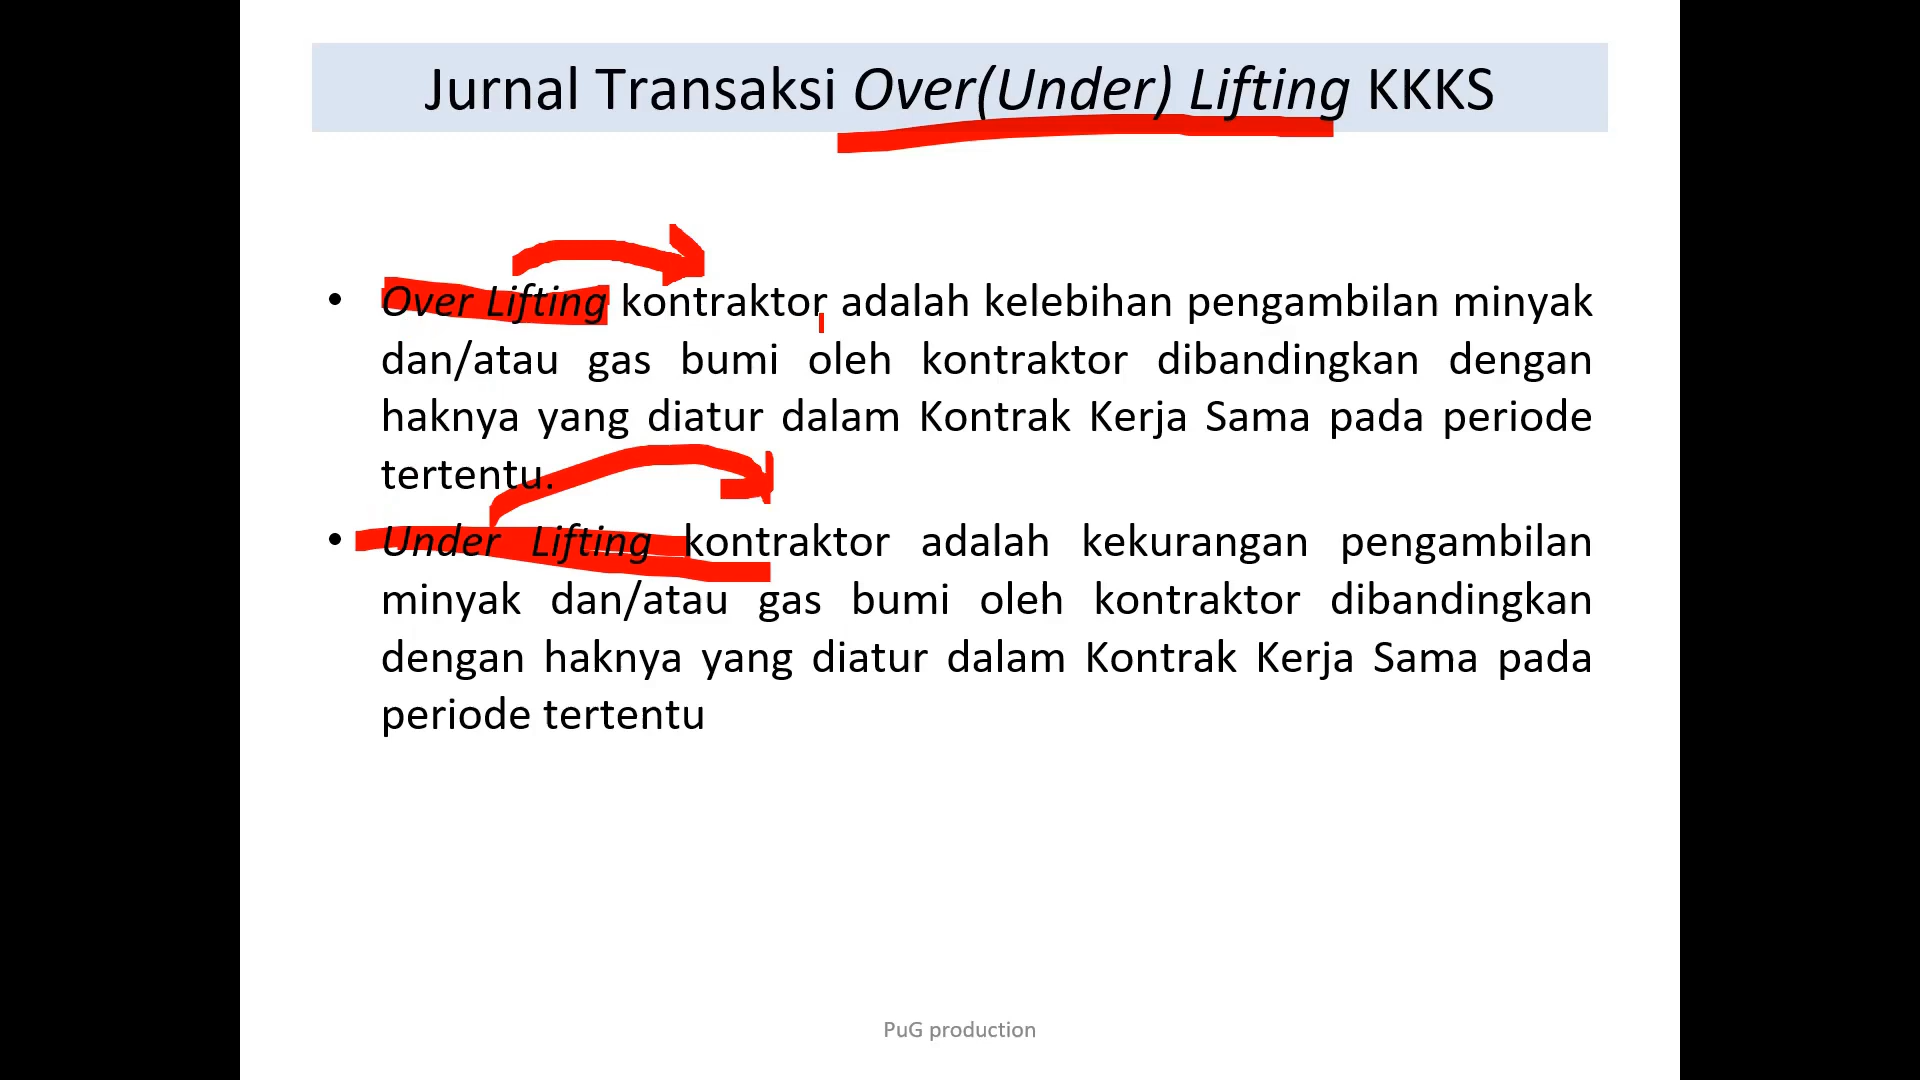 Jurnal Transaksi Over(Under) Lifting KKKS
• Over Lifting kontraktor adalah kelebihan pengambilan minyak
dan/atau gas bumi oleh kontraktor dibandingkan dengan
haknya yang diatur dalam Kontrak Kerja Sama pada periode
tertentu.
• Under Lifting kontraktor adalah kekurangan pengambilan
minyak dan/atau gas bumi oleh kontraktor dibandingkan
dengan haknya yang diatur dalam Kontrak Kerja Sama pada
periode tertentu
PuG production